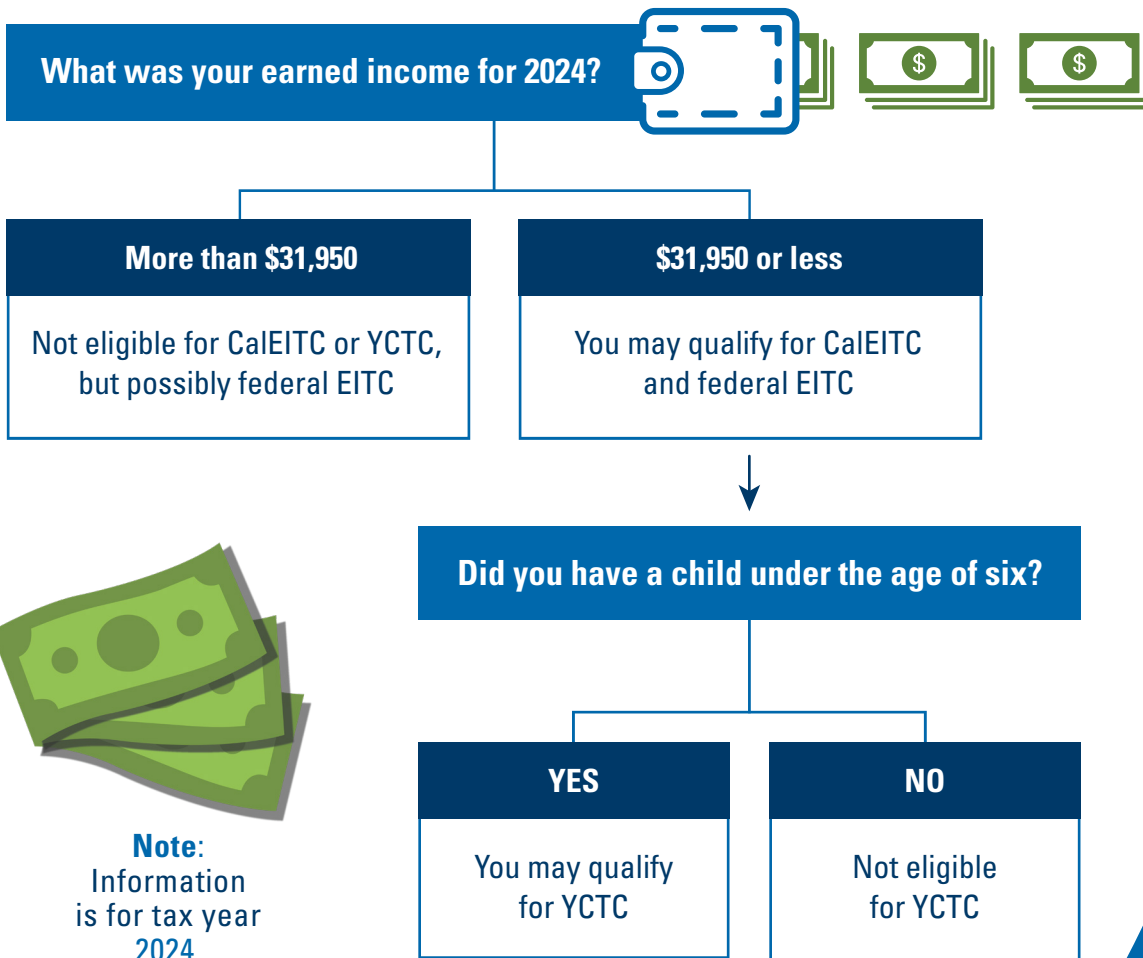 What was your earned income for 2024?
$ $
More than $31,950
Not eligible for CalEITC or YCTC,
but possibly federal EITC
$31,950 or less
You may qualify for CalEITC
and federal EITC
Did you have a child under the age of six?
YES
You may qualify
for YCTC
NO
Not eligible
for YCTC
Note:
Information
is for tax year
2024